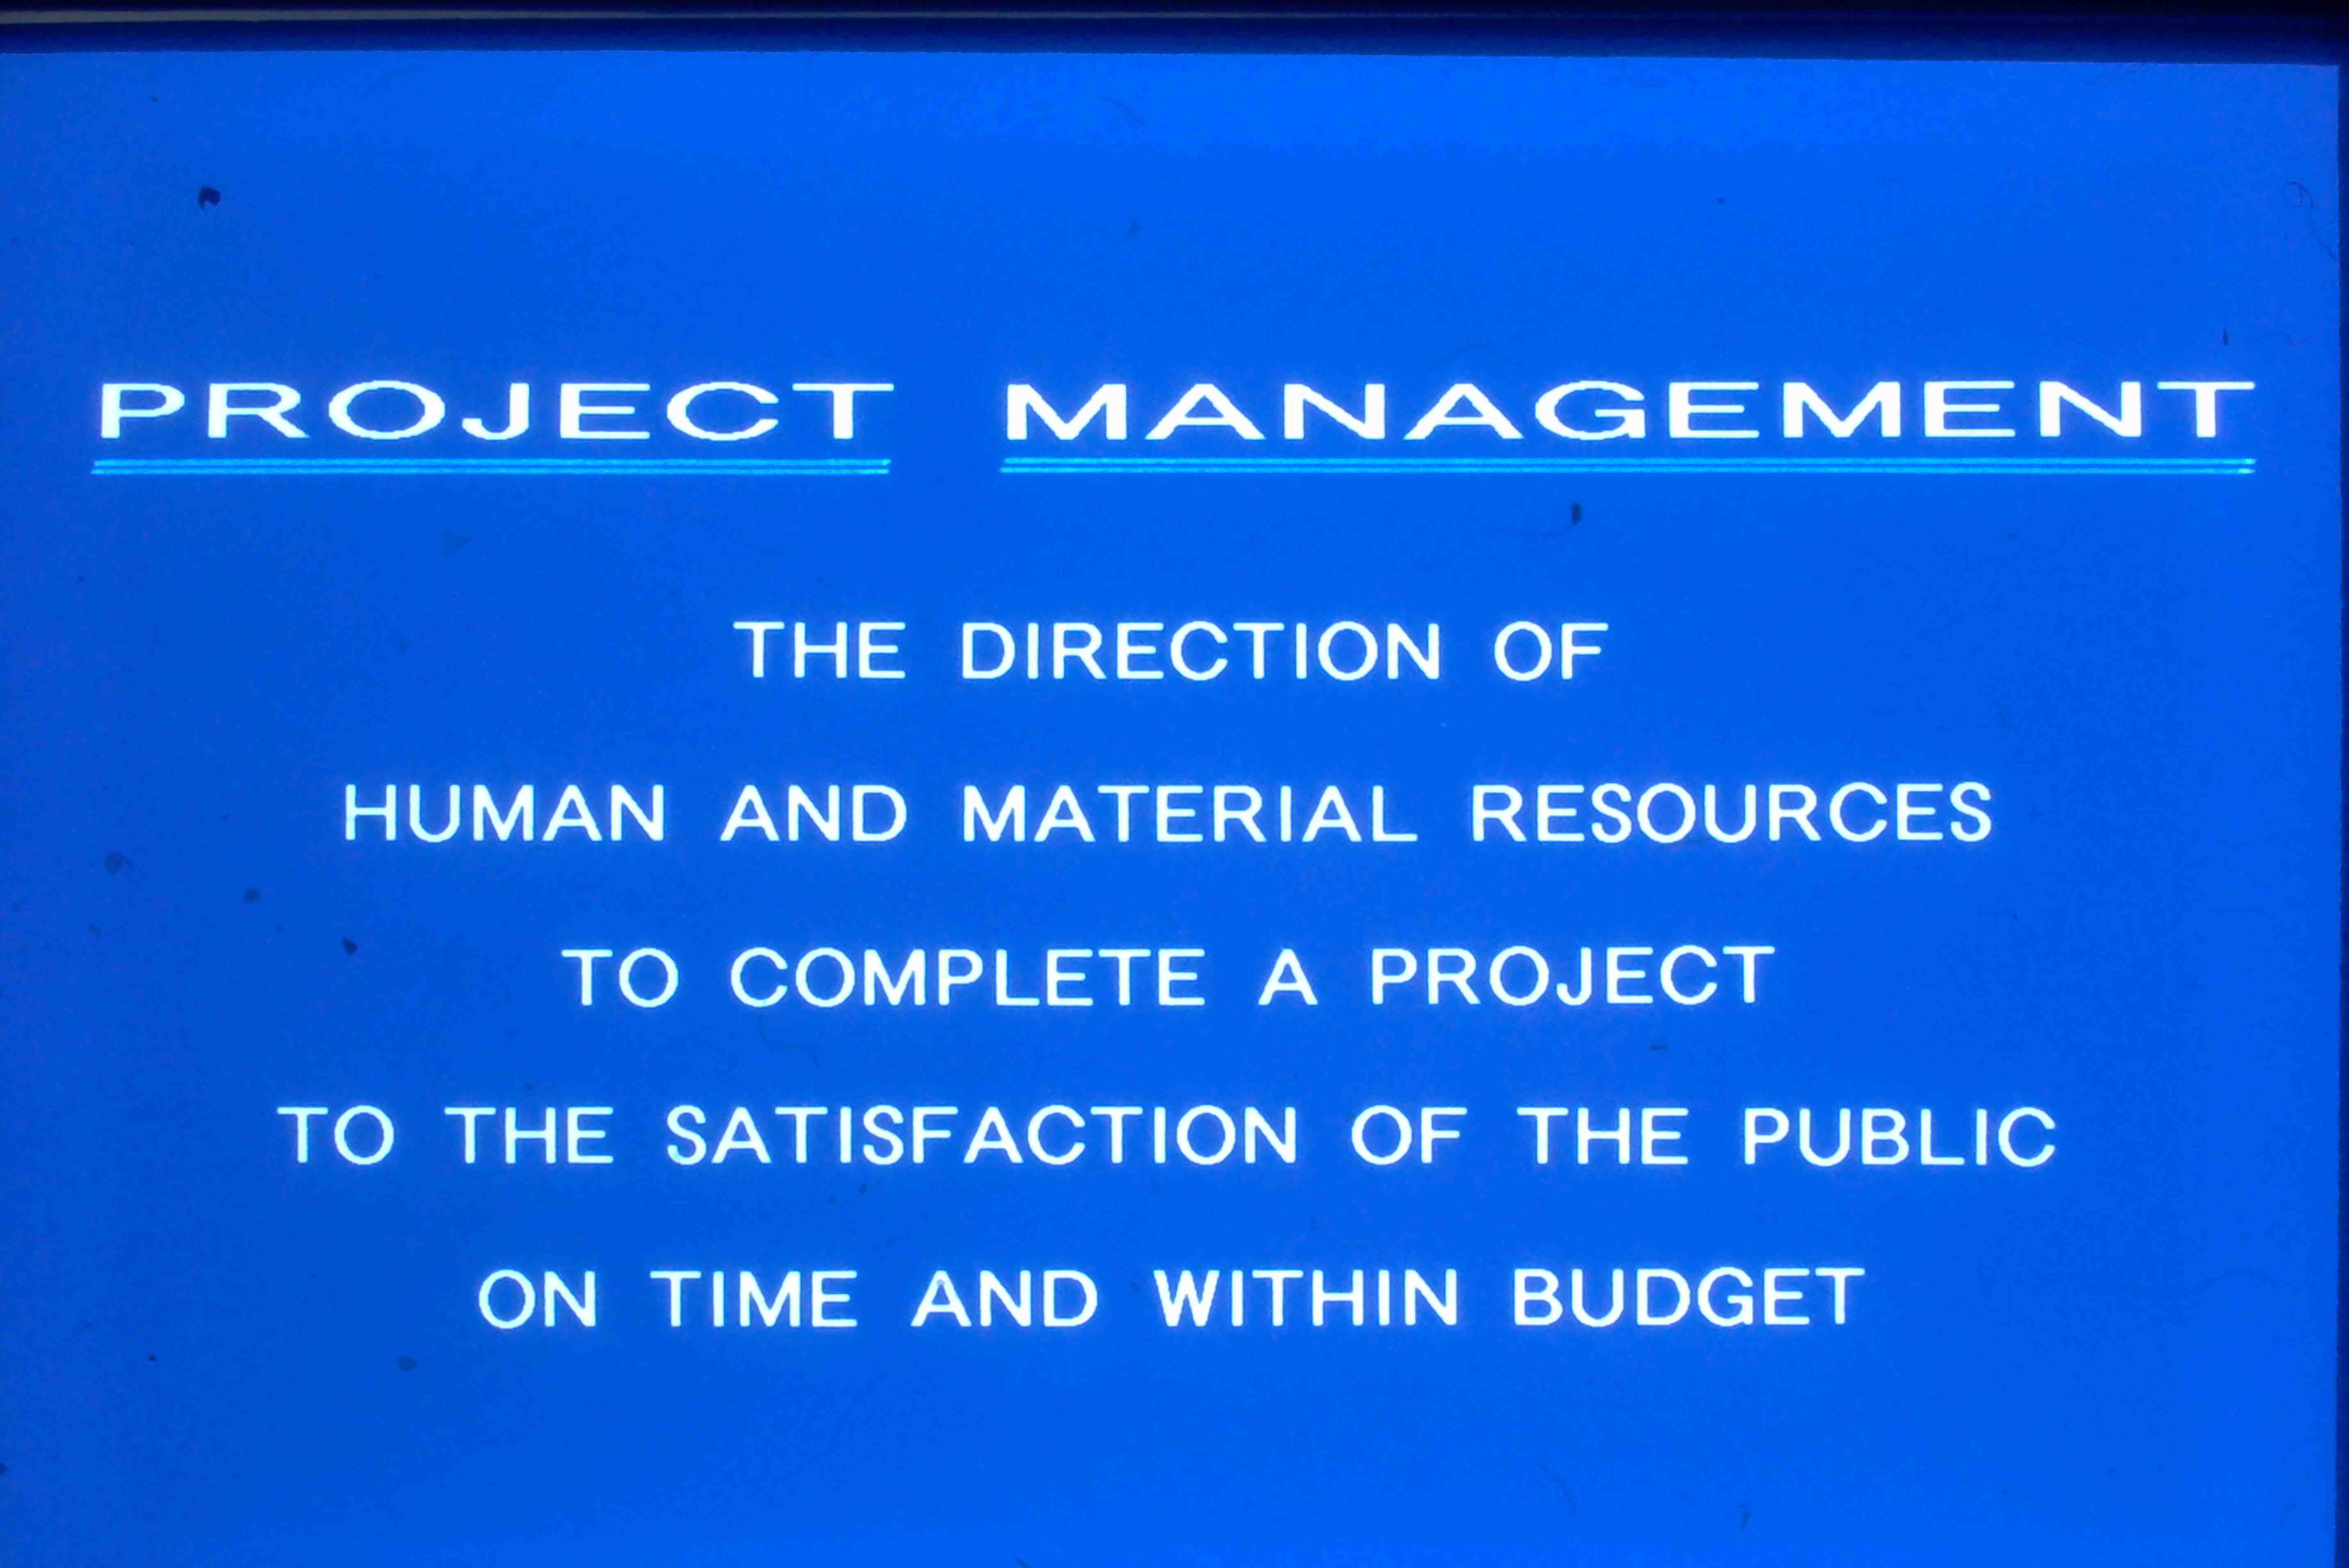 PROJECT MANAGEMENT
THE DIRECTION OF
HUMAN AND MATERIAL RESOURCES
TO COMPLETE A PROJECT
TO THE SATISFACTION OF THE PUBLIC
ON TIME AND WITHIN BUDGET